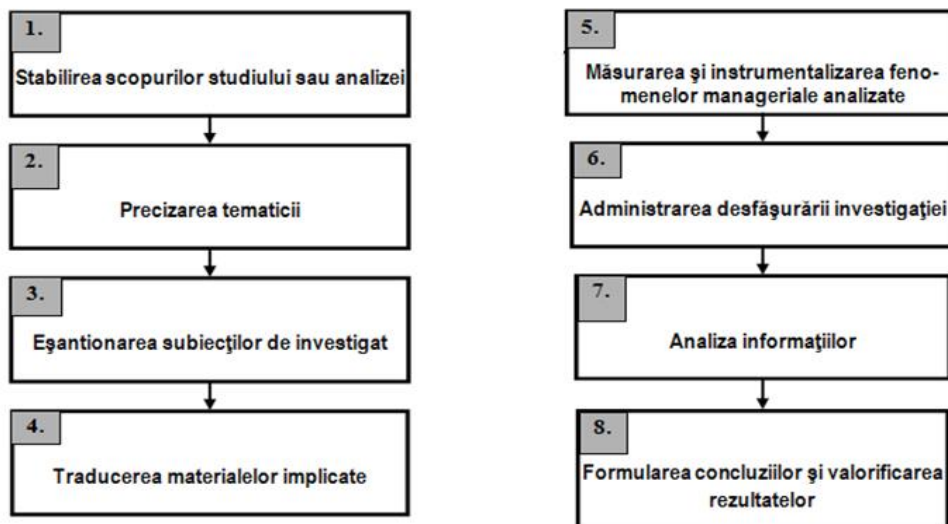 1.
Stabilirea scopurilor studiului sau analizei
2.
Precizarea tematicii
3.
Eşantionarea subiecţilor de investigat
4.
Traducerea materialelor implicate
5.
Măsurarea şi instrumentalizarea feno-
menelor manageriale analizate
6.
Administrarea desfăşurării investigaţiei
7.
Analiza informaţiilor
8.
Formularea concluziilor şi valorificarea
rezultatelor